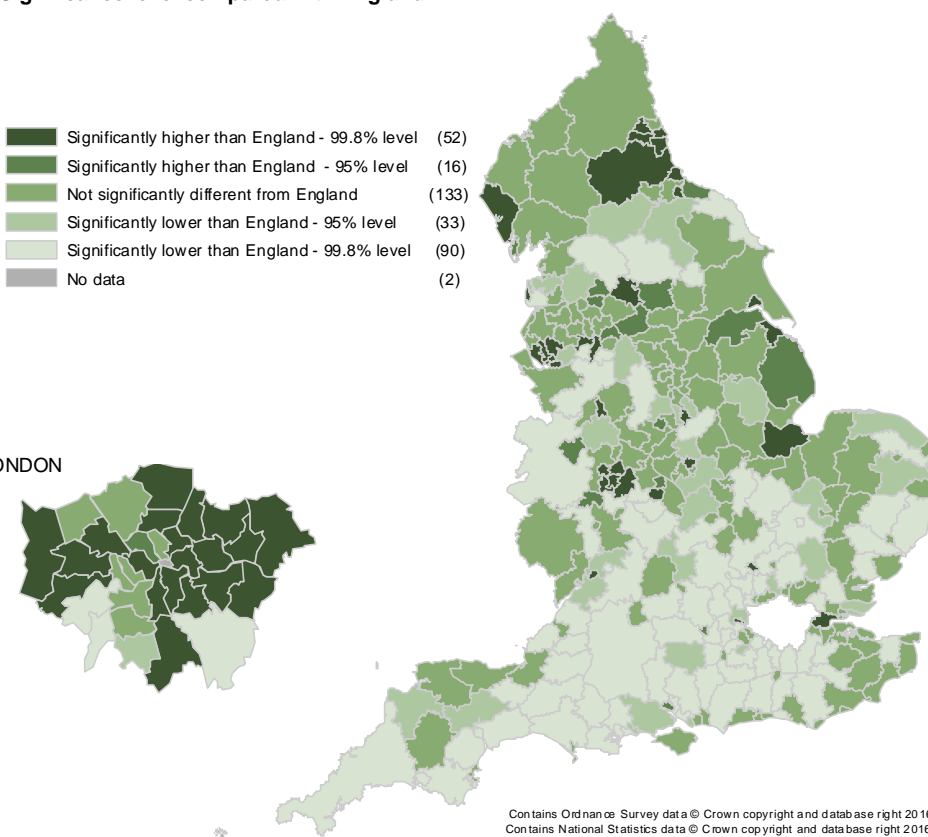 Significantly higher than England - 99.8% level (52)
Significantly higher than England - 95% level (16)
Not significantly different from England (133)
Significantly lower than England - 95% level (33)
Significantly lower than England - 99.8% level (90)
No data (2)
ONDON
Contains Ordnance Survey data © Crown copyright and database right 2016
Contains National Statistics data © Crown copyright and database right 2016